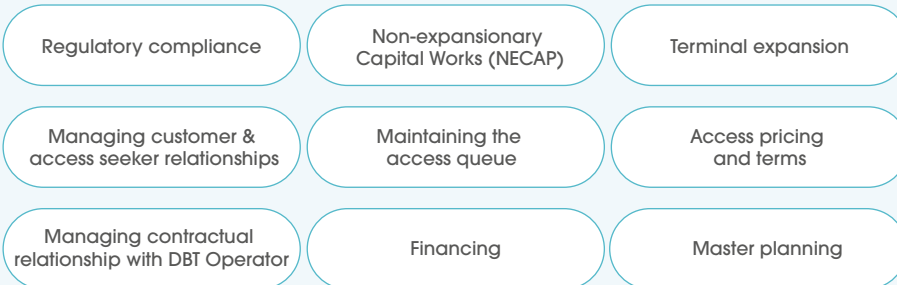 Regulatory compliance
Non-expansionary
Capital Works (NECAP)
Terminal expansion
Managing customer &
access seeker relationships
Maintaining the
access queue
Access pricing
and terms
Managing contractual
relationship with DBT Operator
Financing
Master planning